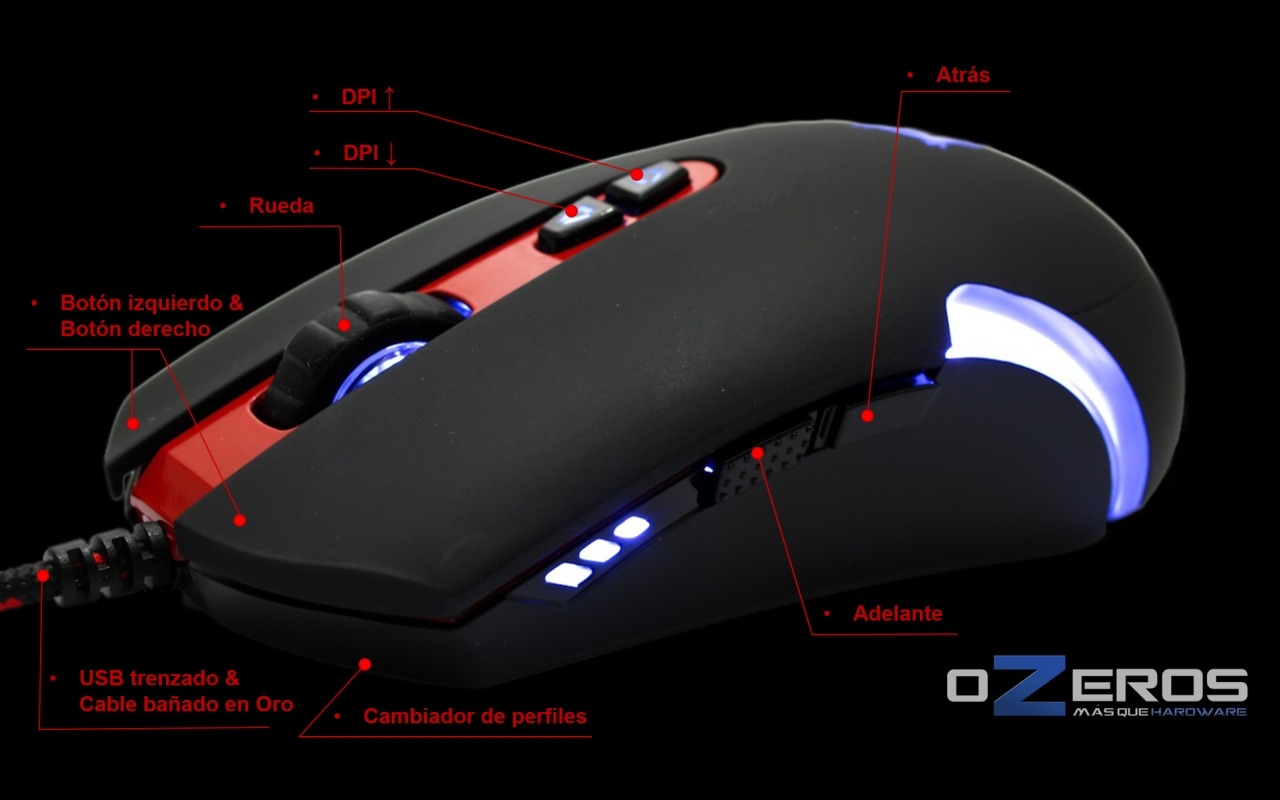 • Atrás
• DPI ↑
• DPI ↓
• Rueda
• Botón izquierdo &
Botón derecho
• Adelante
• USB trenzado &
Cable bañado en Oro
• Cambiador de perfiles
OZEROS
MÁS QUE HARDWARE